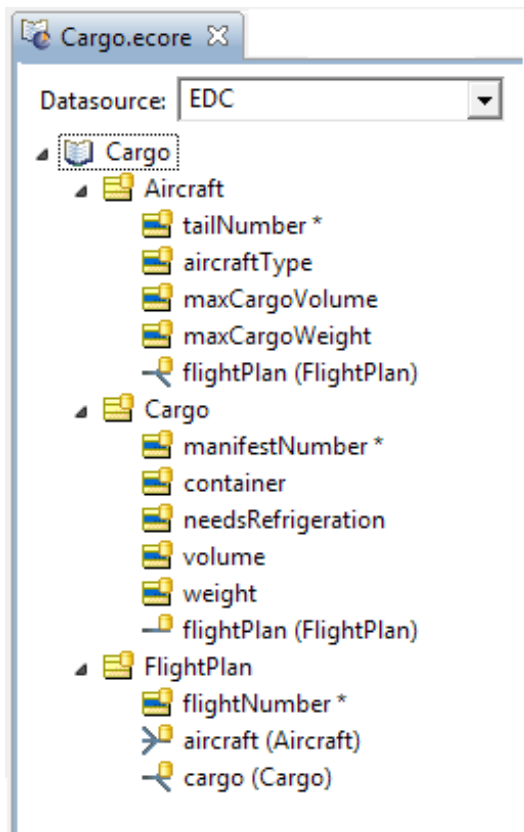 Cargo.ecore
Datasource: EDC
Cargo
Aircraft
tailNumber *
aircraftType
maxCargoVolume
maxCargoWeight
flightPlan (FlightPlan)
Cargo
manifestNumber *
container
needsRefrigeration
volume
weight
flightPlan (FlightPlan)
FlightPlan
flightNumber *
aircraft (Aircraft)
cargo (Cargo)